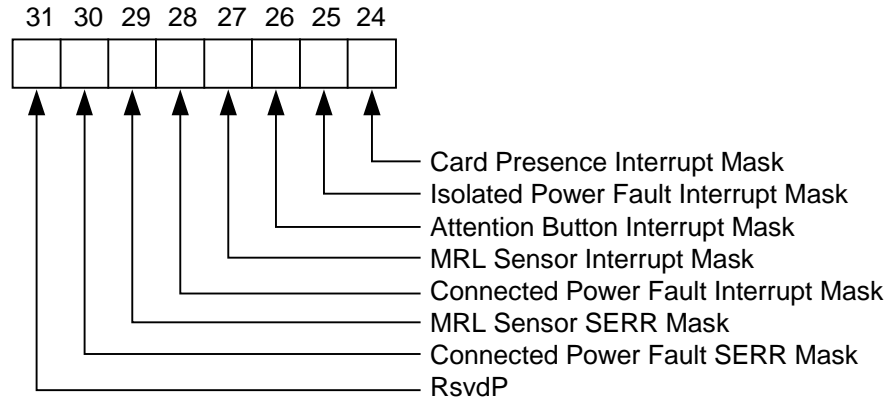 31 30 29 28 27 26 25 24
Card Presence Interrupt Mask
Isolated Power Fault Interrupt Mask
Attention Button Interrupt Mask
MRL Sensor Interrupt Mask
Connected Power Fault Interrupt Mask
MRL Sensor SERR Mask
Connected Power Fault SERR Mask
RsvdP